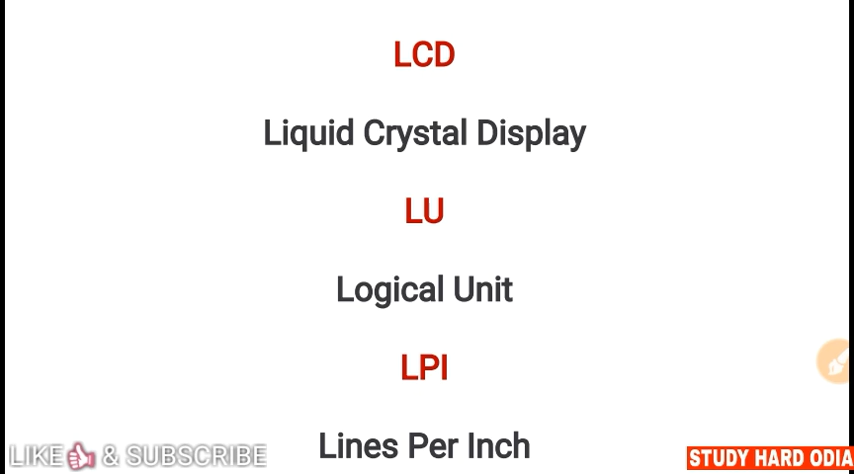 LCD
Liquid Crystal Display
LU
Logical Unit
LPI
Lines Per Inch
LIKE & SUBSCRIBE
STUDY HARD ODIA